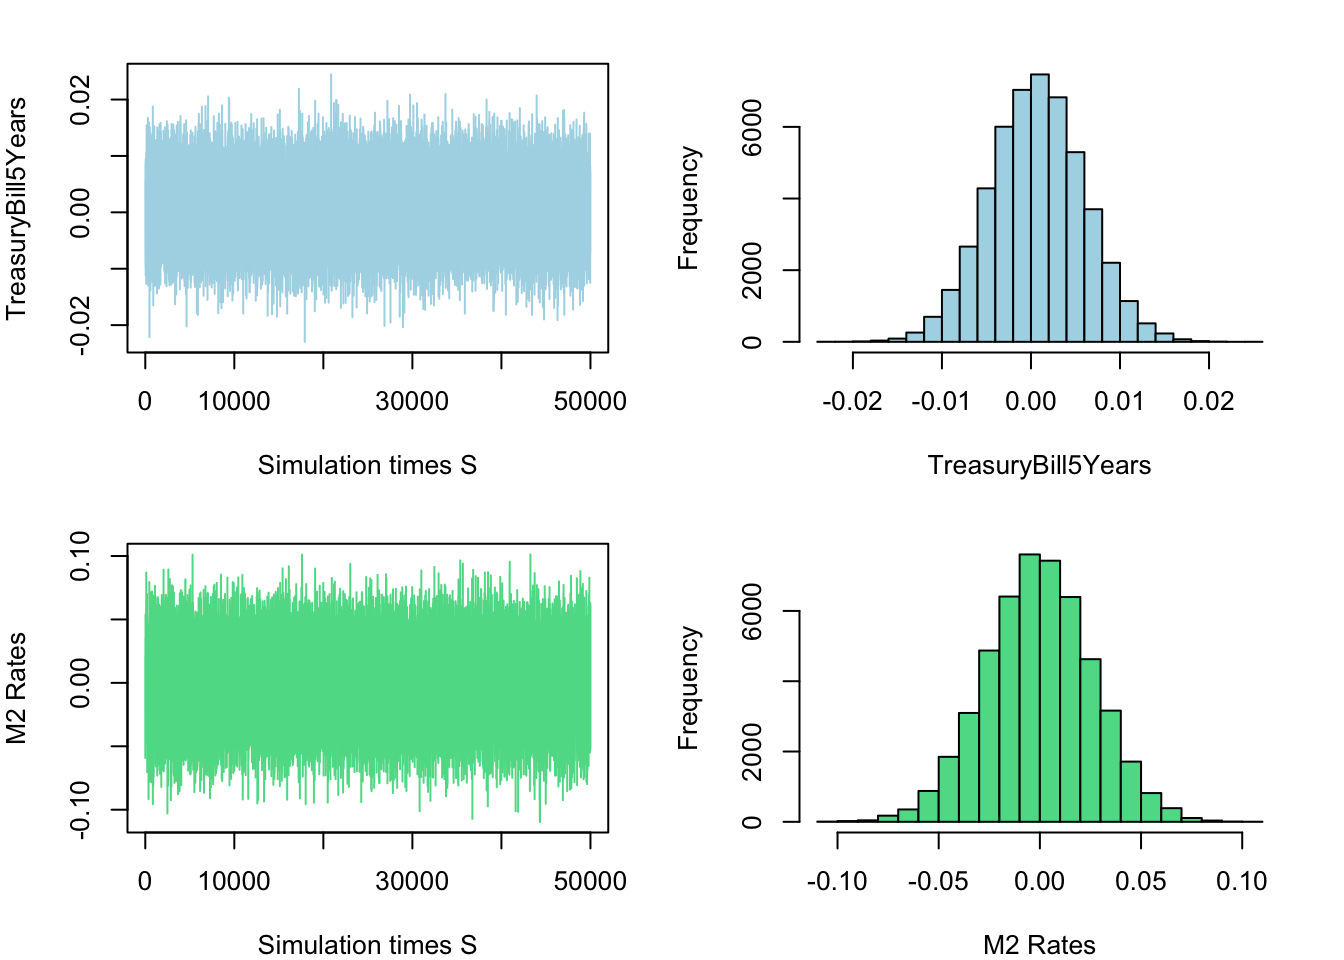 TreasuryBill5Years
0.02
0.00
-0.02
0 10000 30000 50000
Simulation times S
Frequency
6000
2000
0
-0.02 -0.01 0.00 0.01 0.02
TreasuryBill5Years
M2 Rates
0.10
0.00
-0.10
0 10000 30000 50000
Simulation times S
Frequency
6000
2000
0
-0.10 -0.05 0.00 0.05 0.10
M2 Rates